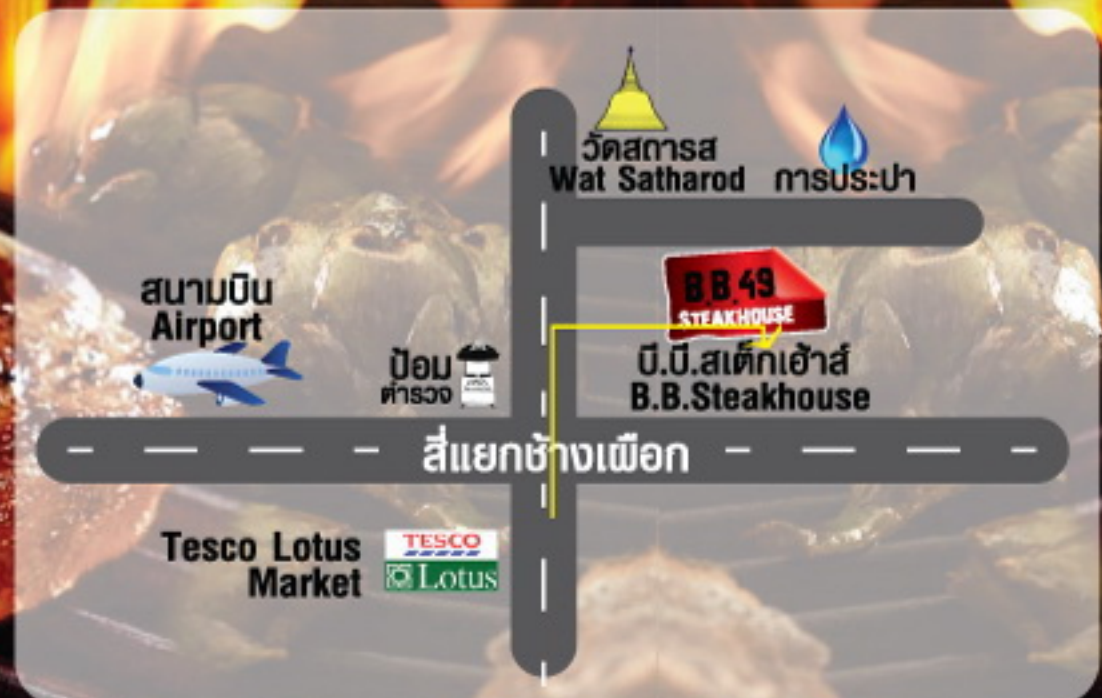 วัดสถารส
Wat Satharod
การประปา
สนามบิน
Airport
B.B.49
STEAKHOUSE
ป้อม
ตำรวจ
บี.บี.สเต็กเฮ้าส์
B.B.Steakhouse
สี่แยกช้างเผือก
Tesco Lotus
Market
TESCO
Lotus